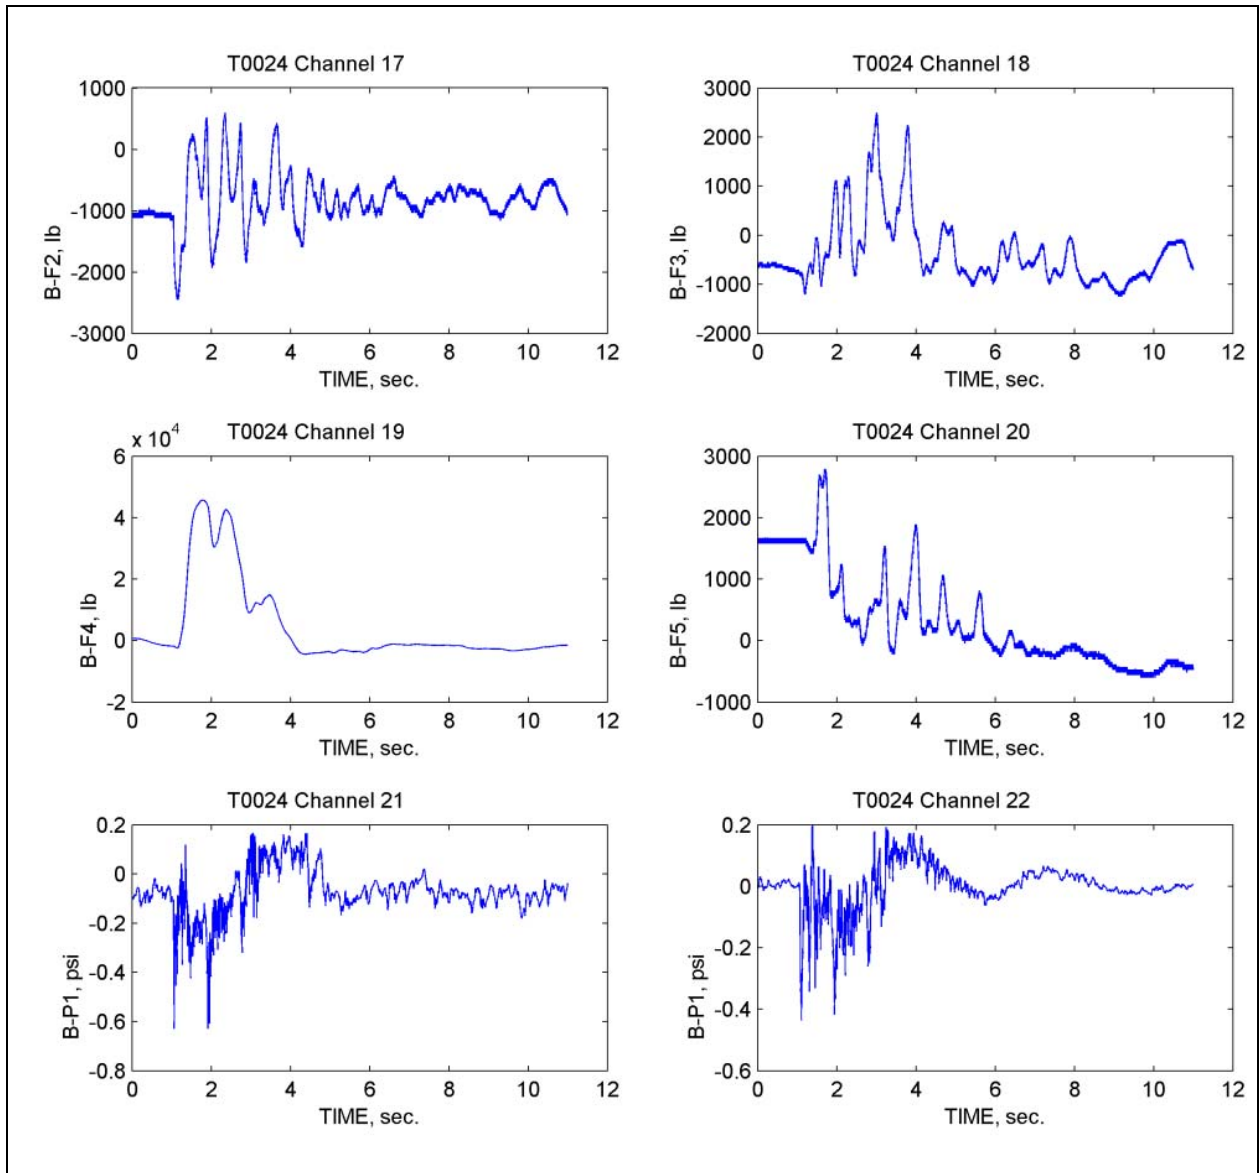 T0024 Channel 17
1000
0
-1000
-2000
-3000
B-F2, lb
0 2 4 6 8 10 12
TIME, sec.
T0024 Channel 18
3000
2000
1000
0
-1000
-2000
B-F3, lb
0 2 4 6 8 10 12
TIME, sec.
T0024 Channel 19
x 10^4
6
4
2
0
-2
B-F4, lb
0 2 4 6 8 10 12
TIME, sec.
T0024 Channel 20
3000
2000
1000
0
-1000
B-F5, lb
0 2 4 6 8 10 12
TIME, sec.
T0024 Channel 21
0.2
0
-0.2
-0.4
-0.6
-0.8
B-P1, psi
0 2 4 6 8 10 12
TIME, sec.
T0024 Channel 22
0.2
0
-0.2
-0.4
-0.6
B-P1, psi
0 2 4 6 8 10 12
TIME, sec.